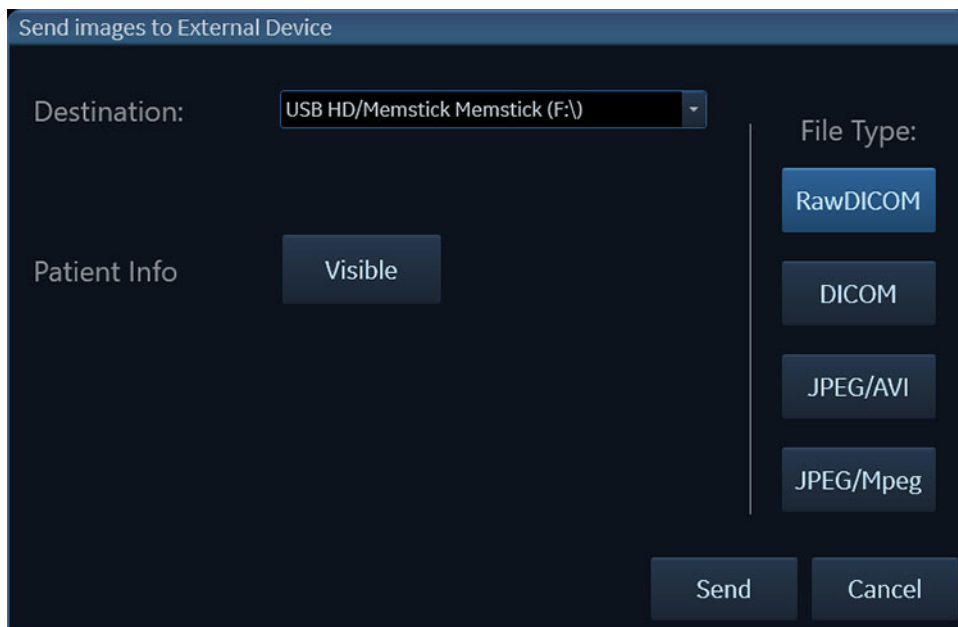 Send images to External Device
Destination:
USB HD/Memstick Memstick (F:\)
File Type:
RawDICOM
Patient Info
Visible
DICOM
JPEG/AVI
JPEG/Mpeg
Send
Cancel